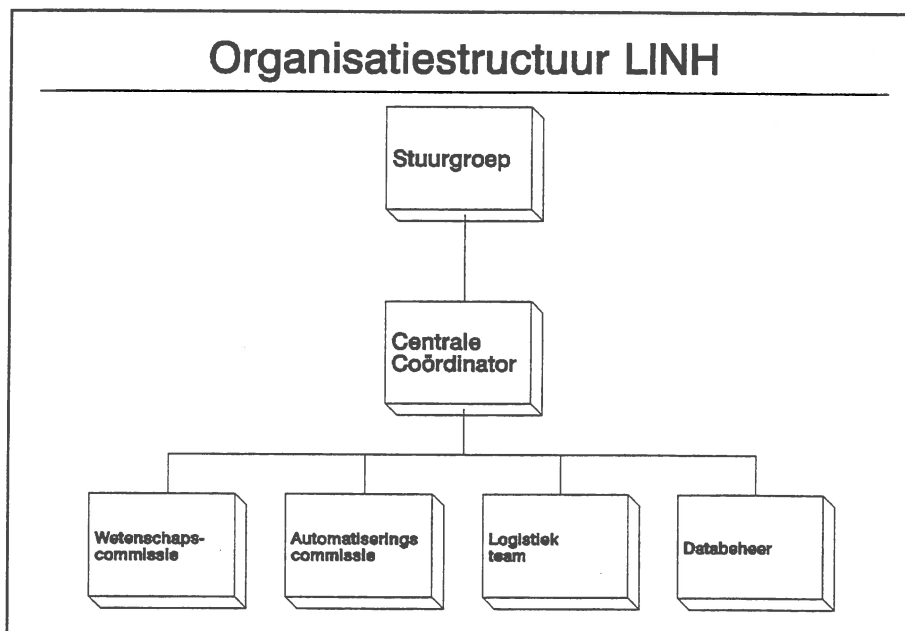 Organisatiestructuur LINH
Stuurgroep
Centrale
Coördinator
Wetenschaps-
commissie
Automatiserings
commissie
Logistiek
team
Databeheer